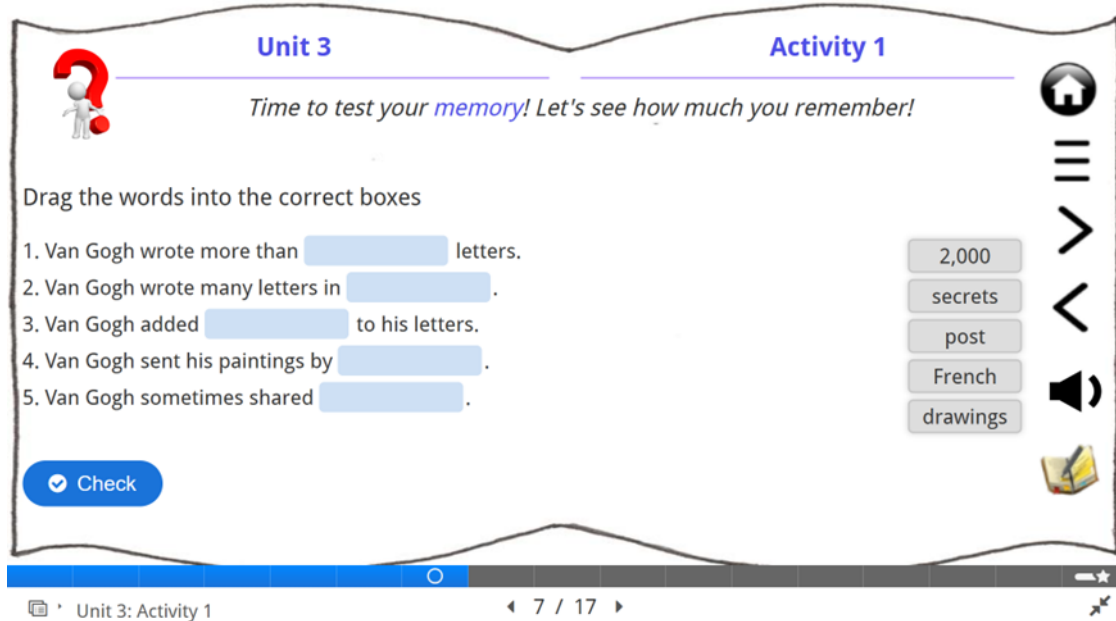 Unit 3
Activity 1
Time to test your memory! Let's see how much you remember!
Drag the words into the correct boxes
1. Van Gogh wrote more than letters.
2. Van Gogh wrote many letters in .
3. Van Gogh added to his letters.
4. Van Gogh sent his paintings by .
5. Van Gogh sometimes shared .
2,000
secrets
post
French
drawings
Check
Unit 3: Activity 1
7 / 17